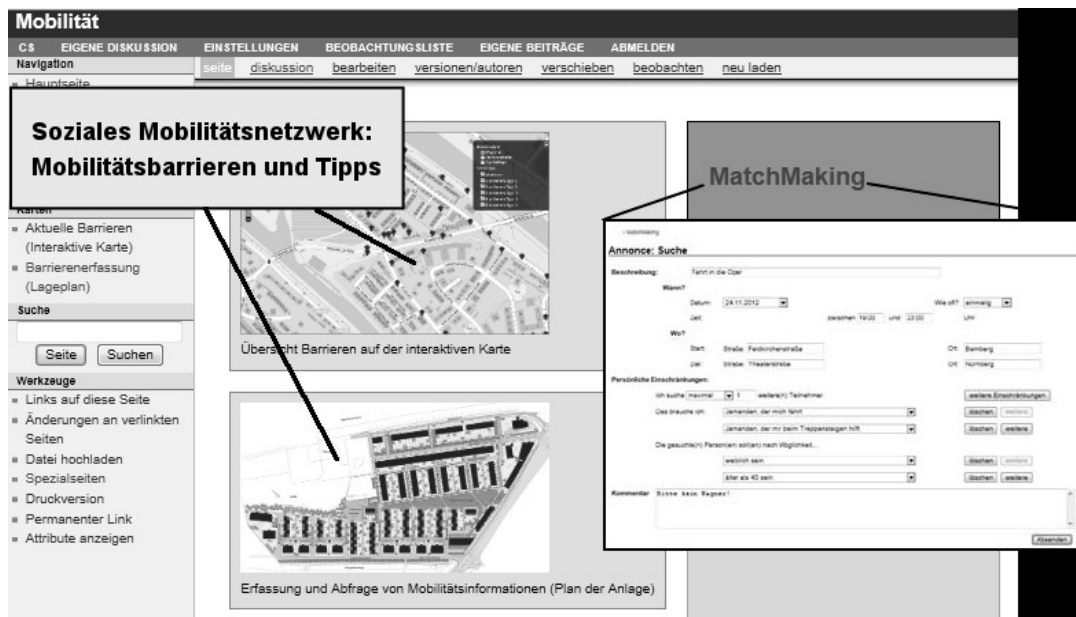 Mobilität
CS EIGENE DISKUSSION EINSTELLUNGEN BEOBACHTUNGSLISTE EIGENE BEITRÄGE ABMELDEN
Navigation
seite diskussion bearbeiten versionen/autoren verschieben beobachten neu laden
Hauptseite
Soziales Mobilitätsnetzwerk:
Mobilitätsbarrieren und Tipps
Karten
Aktuelle Barrieren
(Interaktive Karte)
Barrierenerfassung
(Lageplan)
Suche
Seite Suchen
Werkzeuge
Links auf diese Seite
Änderungen an verlinkten
Seiten
Datei hochladen
Spezialseiten
Druckversion
Permanenter Link
Attribute anzeigen
Übersicht Barrieren auf der interaktiven Karte
Erfassung und Abfrage von Mobilitätsinformationen (Plan der Anlage)
MatchMaking
Annonce: Suche
Beschreibung: Fahrt in die Oper
Wann?
Datum: 24.11.2012 Wie oft? einmalig
Zeit: zwischen 19:00 und 23:00 Uhr
Wo?
Start: Straße: Feldkirchenstraße Ort: Bamberg
Ziel: Straße: Theaterstraße Ort: Nürnberg
Persönliche Einschränkungen:
Ich suche maximal 1 weitere(n) Teilnehmer weitere Einschränkungen
Das brauche ich: Jemanden, der mich fährt löschen weitere
Jemanden, der mir beim Treppensteigen hilft löschen weitere
Die gesuchte(n) Person(en) soll(en) nach Möglichkeit...
weiblich sein löschen weitere
älter als 40 sein löschen weitere
Kommentar: Bitte kein Wagner!
Absenden